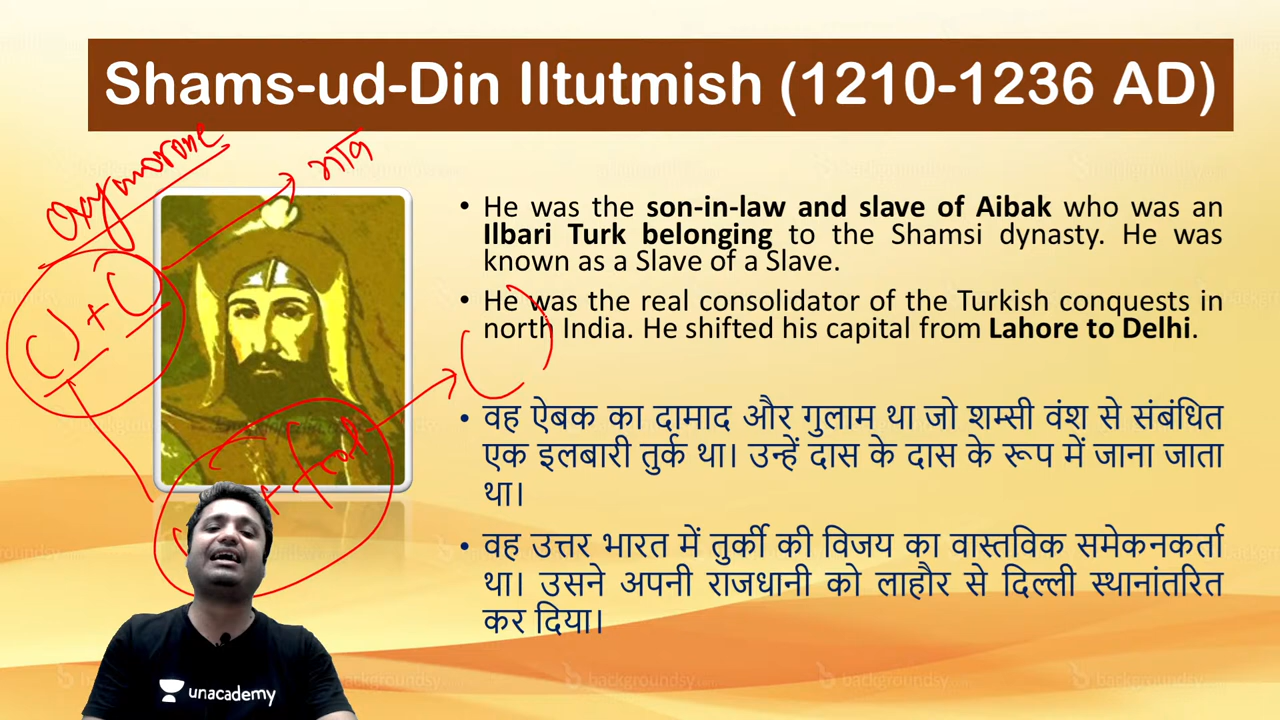 Shams-ud-Din Iltutmish (1210-1236 AD)
Oxymorone
भाव
• He was the son-in-law and slave of Aibak who was an
Ilbari Turk belonging to the Shamsi dynasty. He was
known as a Slave of a Slave.
• He was the real consolidator of the Turkish conquests in
north India. He shifted his capital from Lahore to Delhi.
• वह ऐबक का दामाद और गुलाम था जो शम्सी वंश से संबंधित
एक इलबारी तुर्क था। उन्हें दास के दास के रूप में जाना जाता
था।
• वह उत्तर भारत में तुर्की की विजय का वास्तविक समेकनकर्ता
था। उसने अपनी राजधानी को लाहौर से दिल्ली स्थानांतरित
कर दिया।
unacademy